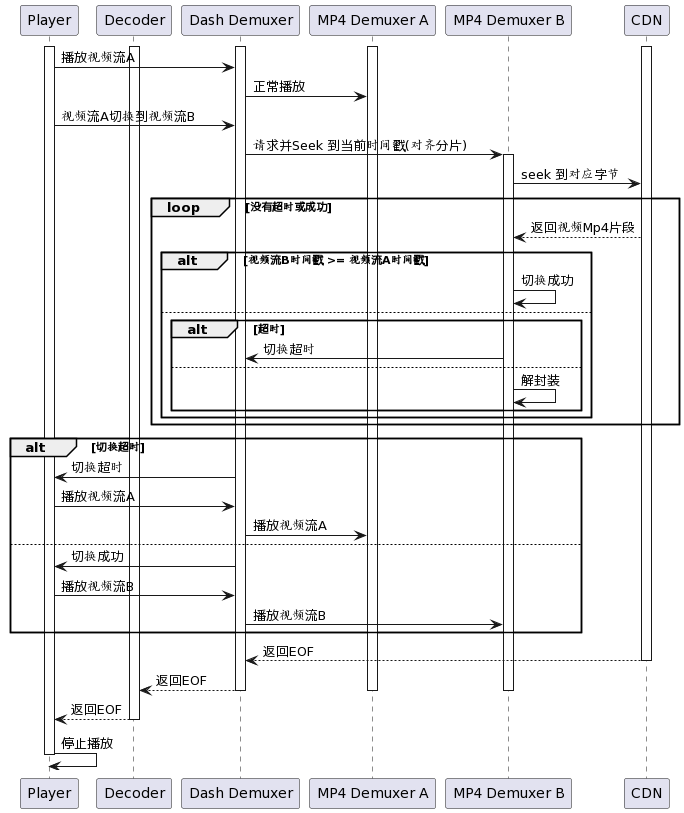 Player Decoder Dash Demuxer MP4 Demuxer A MP4 Demuxer B CDN
播放视频流A
正常播放
视频流A切换到视频流B
请求并Seek 到当前时间戳(对齐分片)
seek 到对应字节
loop [没有超时或成功]
返回视频Mp4片段
alt [视频流B时间戳 >= 视频流A时间戳]
切换成功
alt [超时]
切换超时
解封装
alt [切换超时]
切换超时
播放视频流A
播放视频流A
切换成功
播放视频流B
播放视频流B
返回EOF
返回EOF
返回EOF
停止播放
Player Decoder Dash Demuxer MP4 Demuxer A MP4 Demuxer B CDN